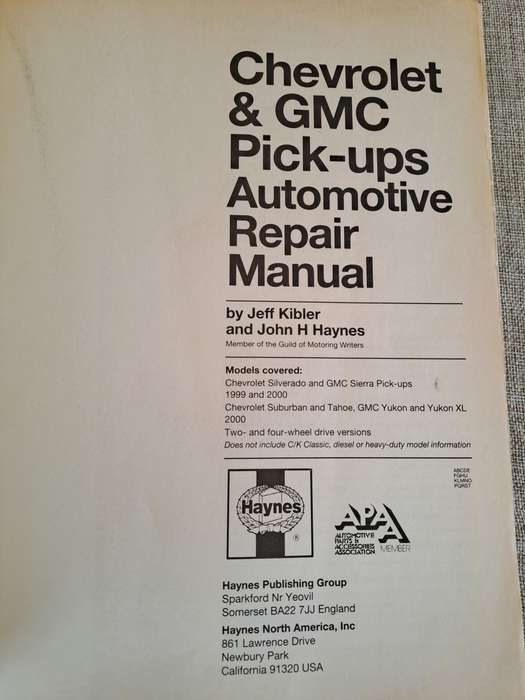 Chevrolet
& GMC
Pick-ups
Automotive
Repair
Manual
by Jeff Kibler
and John H Haynes
Member of the Guild of Motoring Writers
Models covered:
Chevrolet Silverado and GMC Sierra Pick-ups
1999 and 2000
Chevrolet Suburban and Tahoe, GMC Yukon and Yukon XL
2000
Two- and four-wheel drive versions
Does not include C/K Classic, diesel or heavy-duty model information
ABCDE
FGHIJ
KLMNO
PQRST
Haynes
®
APAA
AUTOMOTIVE
PARTS &
ACCESSORIES
ASSOCIATION
MEMBER
Haynes Publishing Group
Sparkford Nr Yeovil
Somerset BA22 7JJ England
Haynes North America, Inc
861 Lawrence Drive
Newbury Park
California 91320 USA